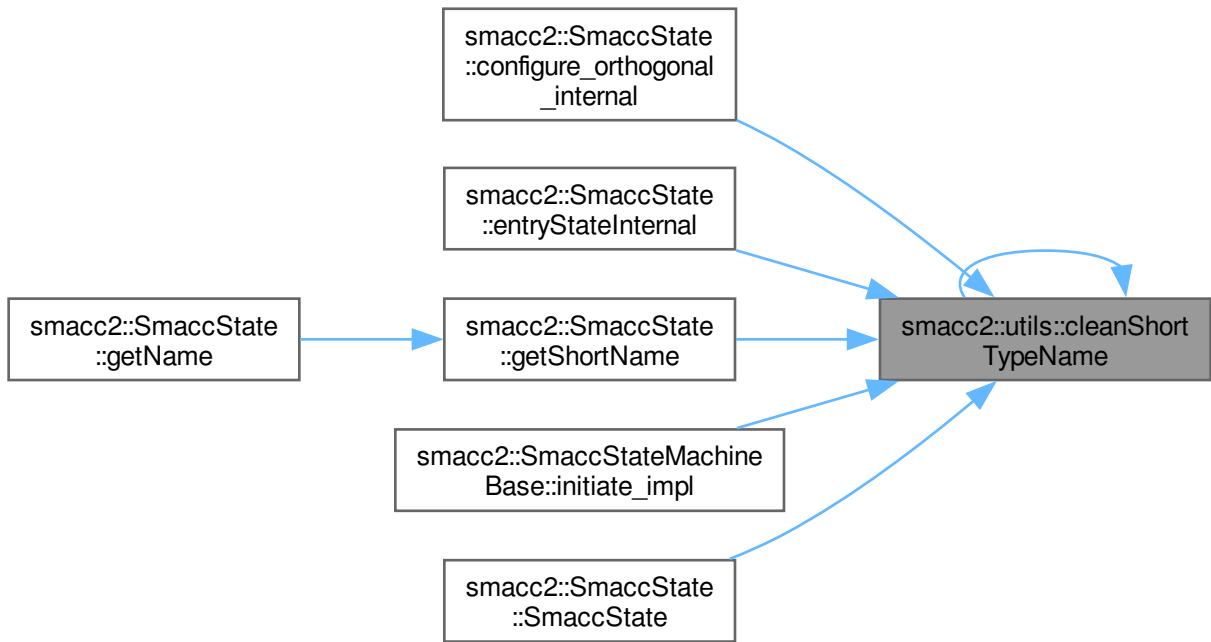 smacc2::SmaccState
::configure_orthogonal
_internal
smacc2::SmaccState
::entryStateInternal
smacc2::SmaccState
::getName
smacc2::SmaccState
::getShortName
smacc2::utils::cleanShort
TypeName
smacc2::SmaccStateMachine
Base::initiate_impl
smacc2::SmaccState
::SmaccState